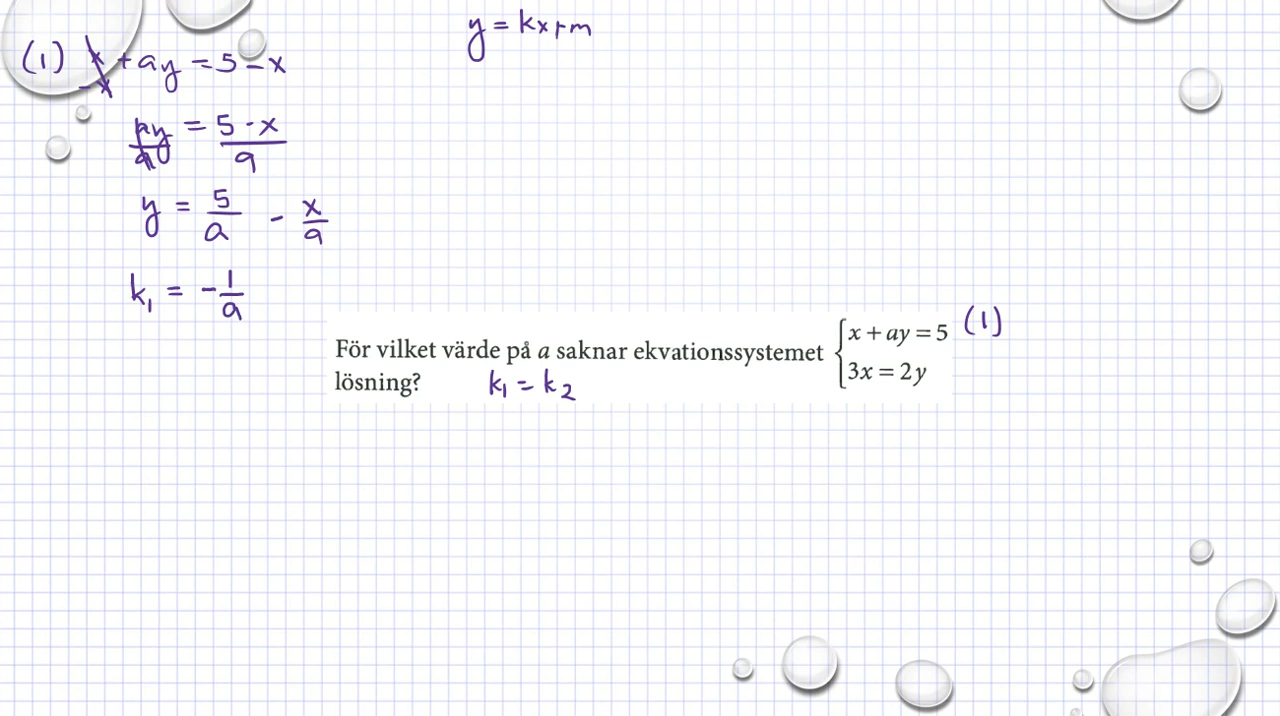 y = kx+m
(1) x + ay = 5 - x
- x
ay = 5 - x
a a
y = 5/a - x/a
k₁ = - 1/a
För vilket värde på a saknar ekvationssystemet {x + ay = 5 (1)
lösning? k₁ = k₂ {3x = 2y